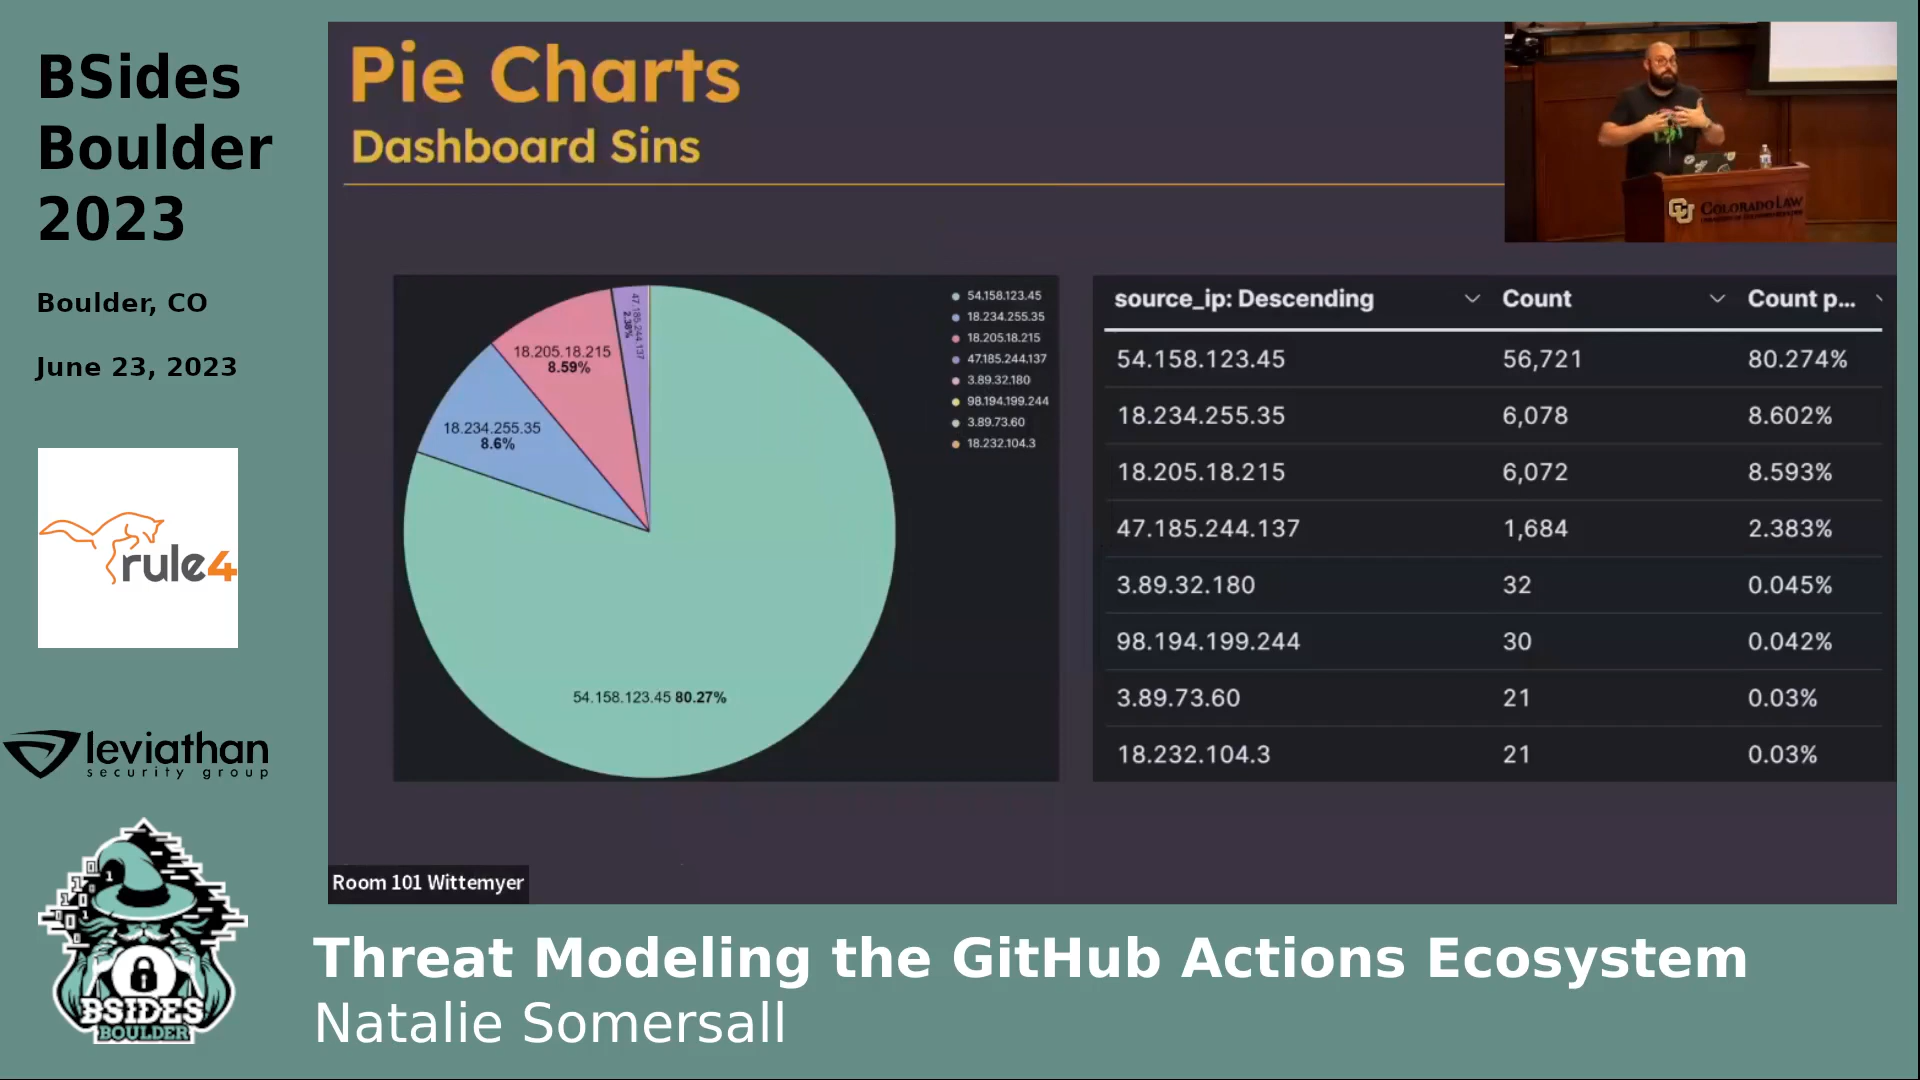 BSides
Boulder
2023
Boulder, CO
June 23, 2023
rule4
leviathan
security group
BSIDES
BOULDER
Pie Charts
Dashboard Sins
18.205.18.215
8.59%
47.185.244.137
2.38%
18.234.255.35
8.6%
54.158.123.45 80.27%
54.158.123.45
18.234.255.35
18.205.18.215
47.185.244.137
3.89.32.180
98.194.199.244
3.89.73.60
18.232.104.3
source_ip: Descending Count Count p...
54.158.123.45 56,721 80.274%
18.234.255.35 6,078 8.602%
18.205.18.215 6,072 8.593%
47.185.244.137 1,684 2.383%
3.89.32.180 32 0.045%
98.194.199.244 30 0.042%
3.89.73.60 21 0.03%
18.232.104.3 21 0.03%
CU COLORADO LAW
Room 101 Wittemyer
Threat Modeling the GitHub Actions Ecosystem
Natalie Somersall